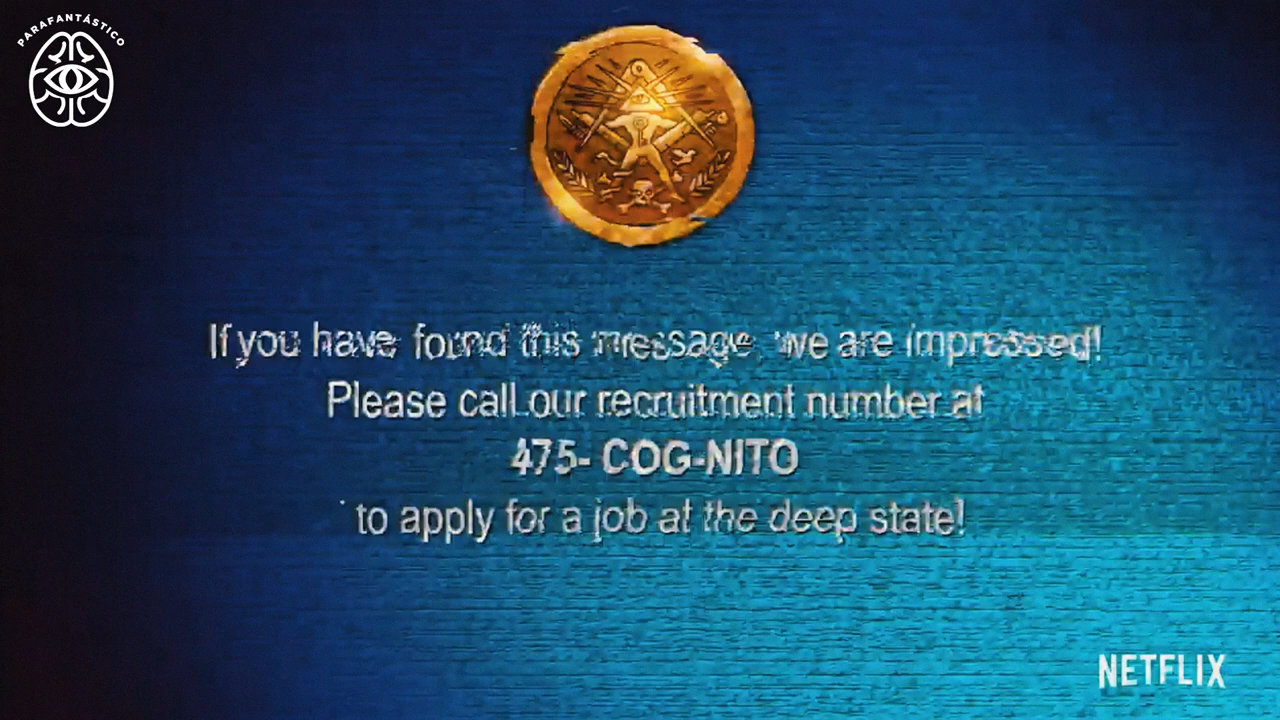 PARAFANTÁSTICO
If you have found this message, we are impressed!
Please call our recruitment number at
475- COG-NITO
to apply for a job at the deep state!
NETFLIX